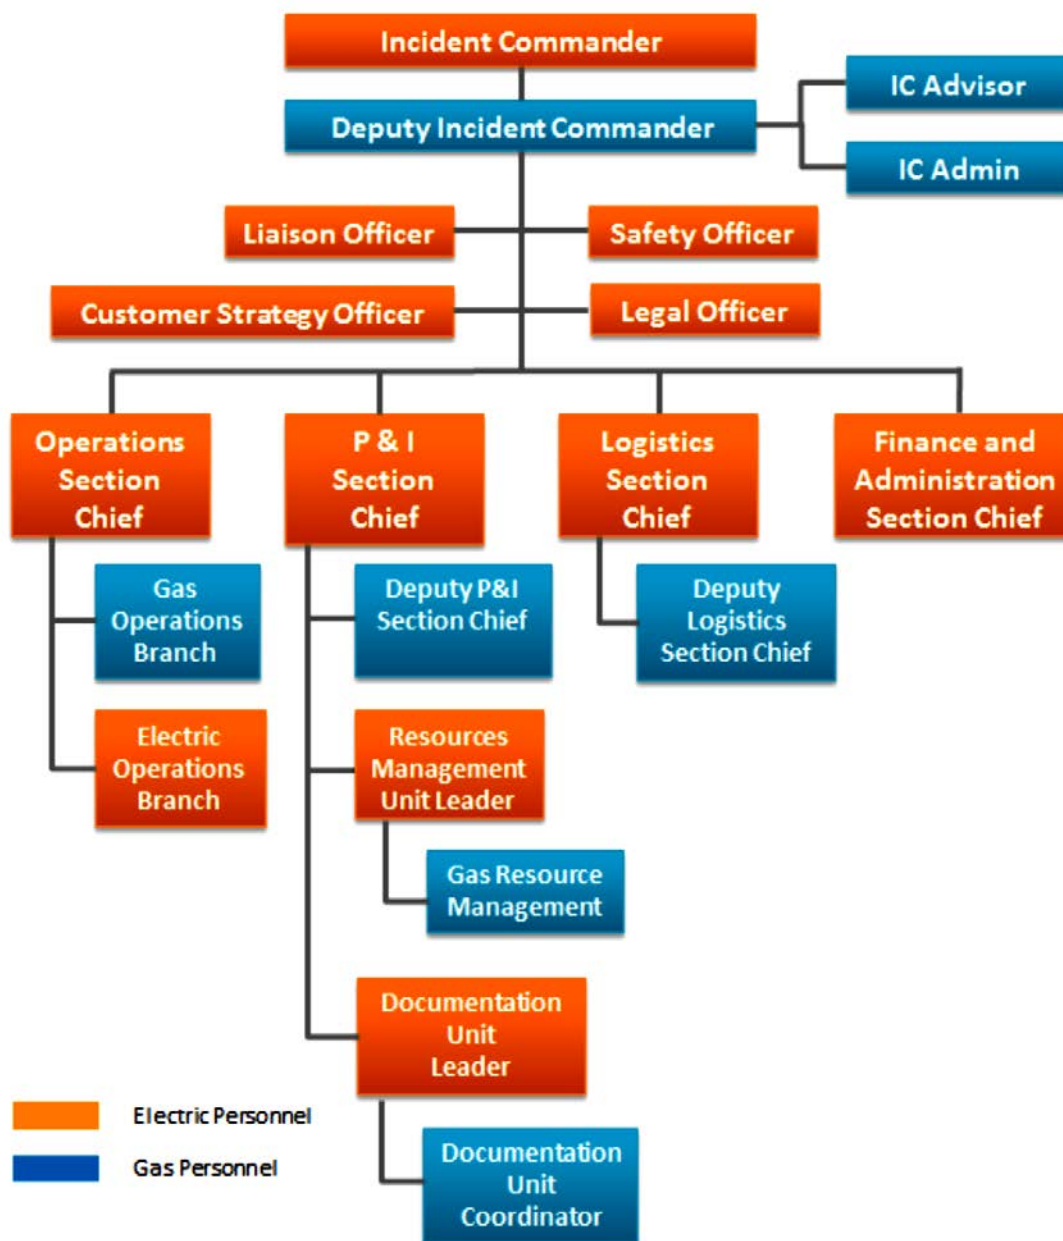 Incident Commander
Deputy Incident Commander
IC Advisor
IC Admin
Liaison Officer
Safety Officer
Customer Strategy Officer
Legal Officer
Operations
Section
Chief
P & I
Section
Chief
Logistics
Section
Chief
Finance and
Administration
Section Chief
Gas
Operations
Branch
Deputy P&I
Section Chief
Deputy
Logistics
Section Chief
Electric
Operations
Branch
Resources
Management
Unit Leader
Gas Resource
Management
Documentation
Unit
Leader
Documentation
Unit
Coordinator
Electric Personnel
Gas Personnel